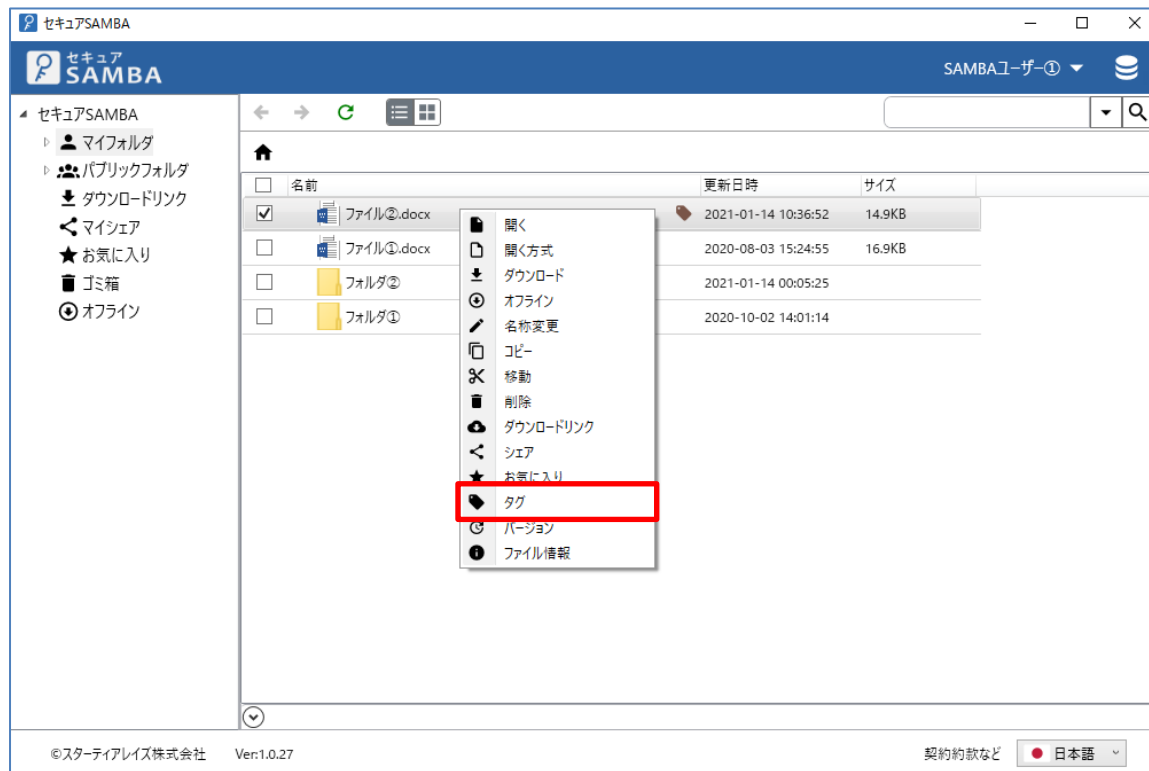 セキュアSAMBA
セキュア
SAMBA
SAMBAユーザー①
セキュアSAMBA
マイフォルダ
パブリックフォルダ
ダウンロードリンク
マイシェア
お気に入り
ゴミ箱
オフライン
名前 更新日時 サイズ
ファイル②.docx 2021-01-14 10:36:52 14.9KB
ファイル①.docx 2020-08-03 15:24:55 16.9KB
フォルダ② 2021-01-14 00:05:25
フォルダ① 2020-10-02 14:01:14
開く
開く方式
ダウンロード
オフライン
名称変更
コピー
移動
削除
ダウンロードリンク
シェア
お気に入り
タグ
バージョン
ファイル情報
©スターティアレイズ株式会社 Ver:1.0.27 契約約款など 日本語